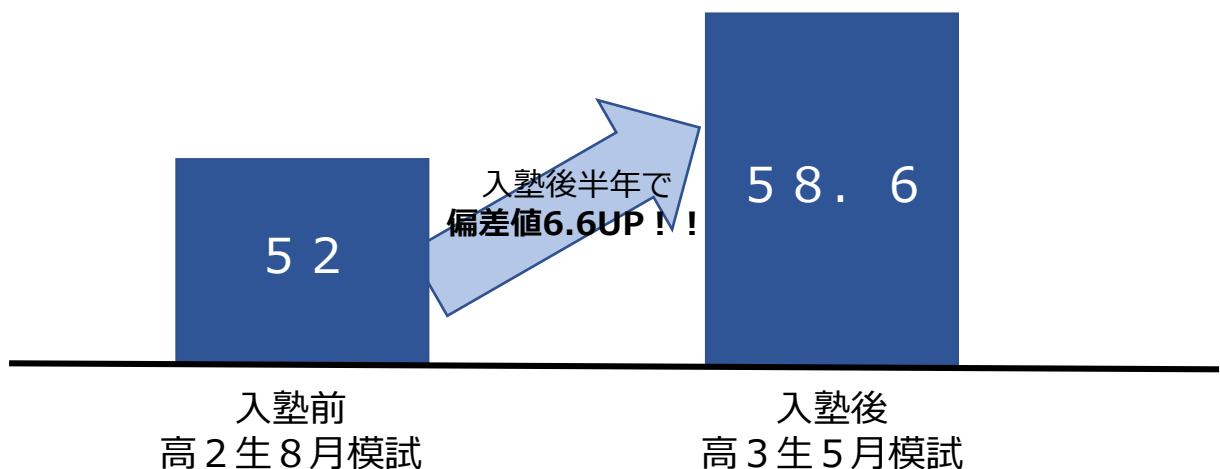 ５２
入塾後半年で
偏差値6.6UP！！
５８．６
入塾前
高２生８月模試
入塾後
高３生５月模試